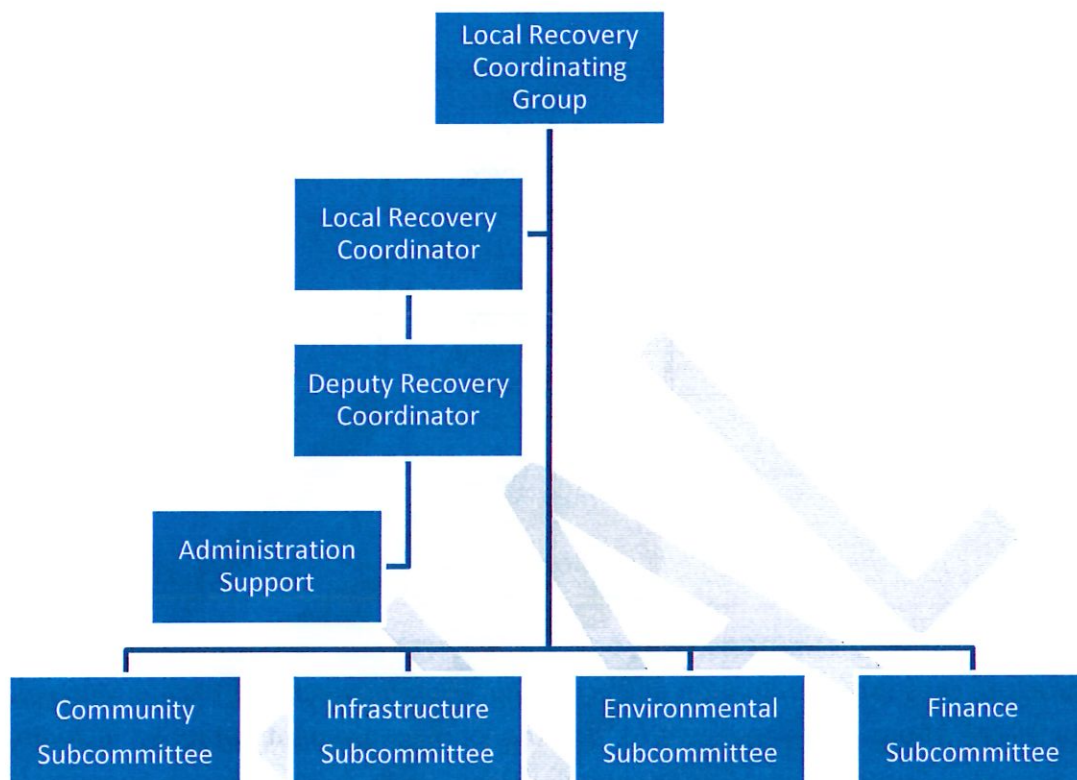 Local Recovery
Coordinating
Group
Local Recovery
Coordinator
Deputy Recovery
Coordinator
Administration
Support
Community
Subcommittee
Infrastructure
Subcommittee
Environmental
Subcommittee
Finance
Subcommittee